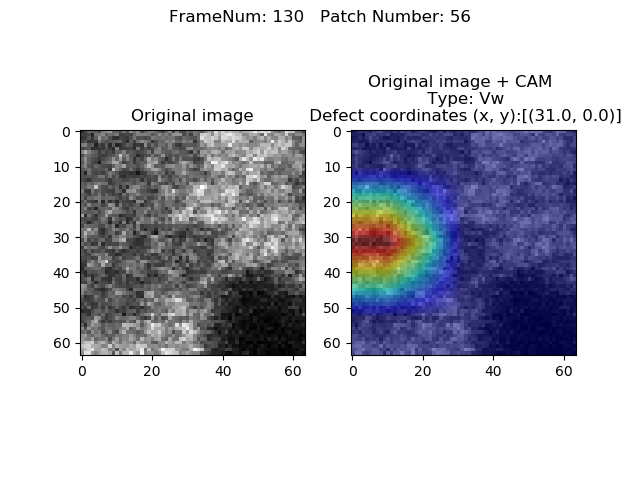 FrameNum: 130   Patch Number: 56
Original image
Original image + CAM
Type: Vw
Defect coordinates (x, y):[(31.0, 0.0)]
0
10
20
30
40
50
60
0 20 40 60
0
10
20
30
40
50
60
0 20 40 60